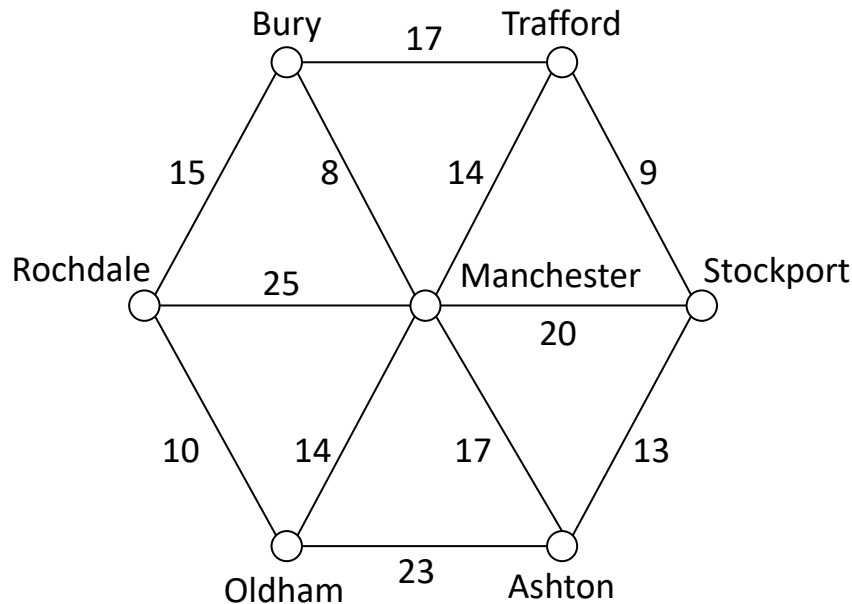 Bury
Trafford
17
15
8
14
9
Rochdale
25
Manchester
Stockport
20
10
14
17
13
Oldham
23
Ashton